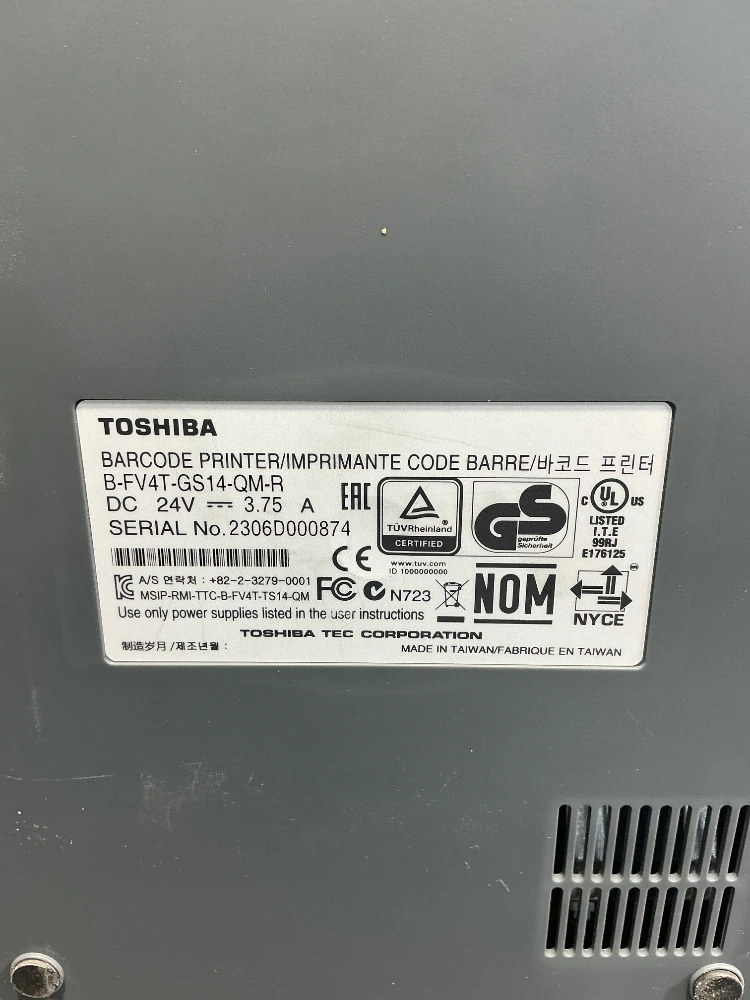 TOSHIBA
BARCODE PRINTER/IMPRIMANTE CODE BARRE/바코드 프린터
B-FV4T-GS14-QM-R
DC 24V ⎓ 3.75 A
SERIAL No.2306D000874
EAC
TÜVRheinland
CERTIFIED
www.tuv.com
ID 1000000000
GS
geprüfte
Sicherheit
C UL US
LISTED
I.T.E
99RJ
E176125
CE
A/S 연락처 : +82-2-3279-0001
MSIP-RMI-TTC-B-FV4T-TS14-QM
FC
N723
NOM
NYCE
Use only power supplies listed in the user instructions
TOSHIBA TEC CORPORATION
制造岁月/제조년월 :
MADE IN TAIWAN/FABRIQUE EN TAIWAN